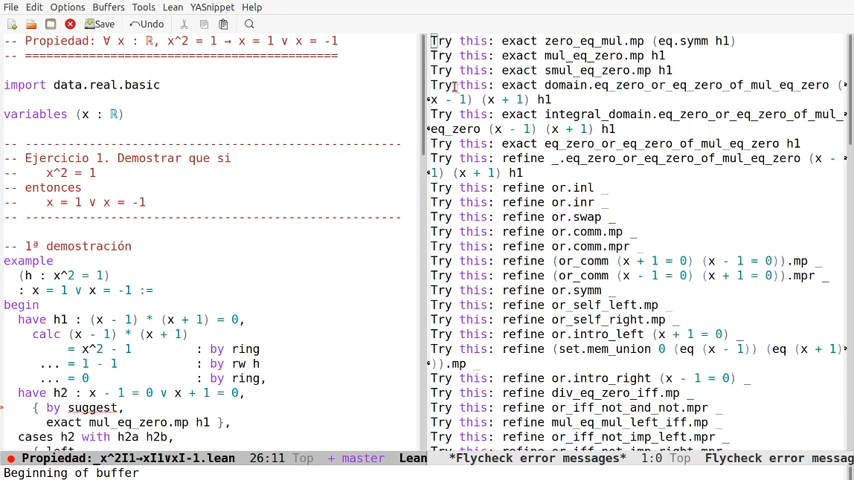 File Edit Options Buffers Tools Lean YASnippet Help
Save Undo
-- Propiedad: ∀ x : ℝ, x^2 = 1 → x = 1 ∨ x = -1
-- =============================================
import data.real.basic
variables (x : ℝ)
-- ----------------------------------------------------
-- Ejercicio 1. Demostrar que si
--    x^2 = 1
-- entonces
--    x = 1 ∨ x = -1
-- ----------------------------------------------------
-- 1ª demostración
example
  (h : x^2 = 1)
  : x = 1 ∨ x = -1 :=
begin
  have h1 : (x - 1) * (x + 1) = 0,
    calc (x - 1) * (x + 1)
         = x^2 - 1         : by ring
     ... = 1 - 1           : by rw h
     ... = 0               : by ring,
  have h2 : x - 1 = 0 ∨ x + 1 = 0,
    { by suggest,
      exact mul_eq_zero.mp h1 },
  cases h2 with h2a h2b,
  { left,
Propiedad:_x^2I1→xI1∨xI-1.lean 26:11 Top + master Lean
Beginning of buffer
Try this: exact zero_eq_mul.mp (eq.symm h1)
Try this: exact mul_eq_zero.mp h1
Try this: exact smul_eq_zero.mp h1
Try this: exact domain.eq_zero_or_eq_zero_of_mul_eq_zero (
x - 1) (x + 1) h1
Try this: exact integral_domain.eq_zero_or_eq_zero_of_mul_
eq_zero (x - 1) (x + 1) h1
Try this: exact eq_zero_or_eq_zero_of_mul_eq_zero h1
Try this: refine _.eq_zero_or_eq_zero_of_mul_eq_zero (x -
1) (x + 1) h1
Try this: refine or.inl _
Try this: refine or.inr _
Try this: refine or.swap _
Try this: refine or.comm.mp _
Try this: refine or.comm.mpr _
Try this: refine (or_comm (x + 1 = 0) (x - 1 = 0)).mp _
Try this: refine (or_comm (x - 1 = 0) (x + 1 = 0)).mpr _
Try this: refine or.symm _
Try this: refine or_self_left.mp _
Try this: refine or_self_right.mp _
Try this: refine or.intro_left (x + 1 = 0) _
Try this: refine (set.mem_union 0 (eq (x - 1)) (eq (x + 1)
)).mp _
Try this: refine or.intro_right (x - 1 = 0) _
Try this: refine div_eq_zero_iff.mp _
Try this: refine or_iff_not_and_not.mpr _
Try this: refine mul_eq_mul_left_iff.mp _
Try this: refine or_iff_not_imp_left.mpr _
Try this: refine or_iff_not_imp_right.mpr _
*Flycheck error messages* 1:0 Top Flycheck error messages